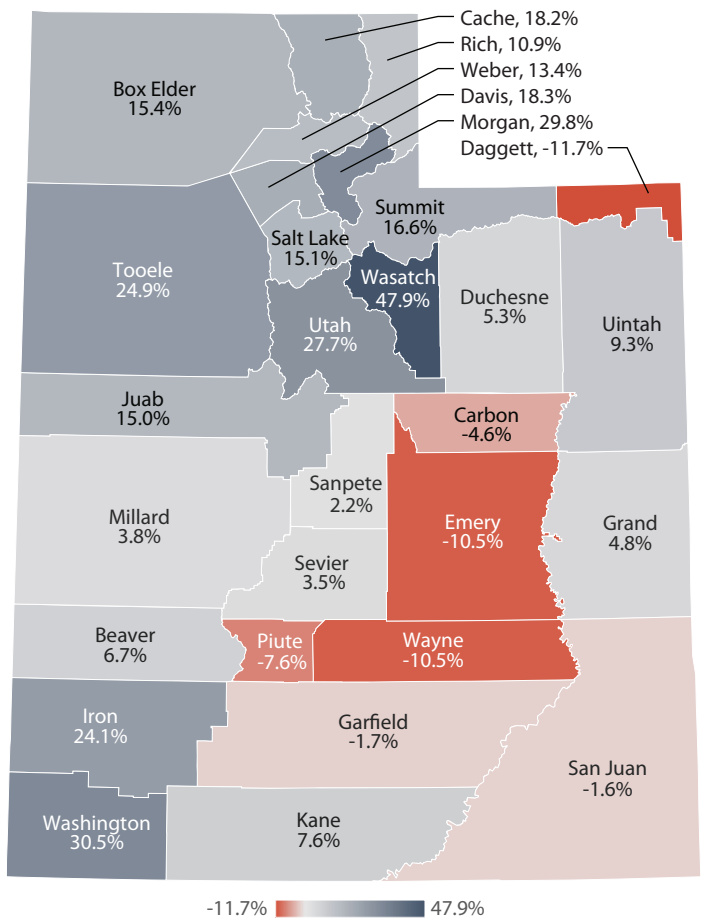 Cache, 18.2%
Rich, 10.9%
Weber, 13.4%
Davis, 18.3%
Morgan, 29.8%
Daggett, -11.7%
Box Elder
15.4%
Summit
16.6%
Salt Lake
15.1%
Tooele
24.9%
Wasatch
47.9%
Duchesne
5.3%
Uintah
9.3%
Utah
27.7%
Juab
15.0%
Carbon
-4.6%
Sanpete
2.2%
Millard
3.8%
Emery
-10.5%
Grand
4.8%
Sevier
3.5%
Beaver
6.7%
Piute
-7.6%
Wayne
-10.5%
Iron
24.1%
Garfield
-1.7%
San Juan
-1.6%
Washington
30.5%
Kane
7.6%
-11.7% 47.9%